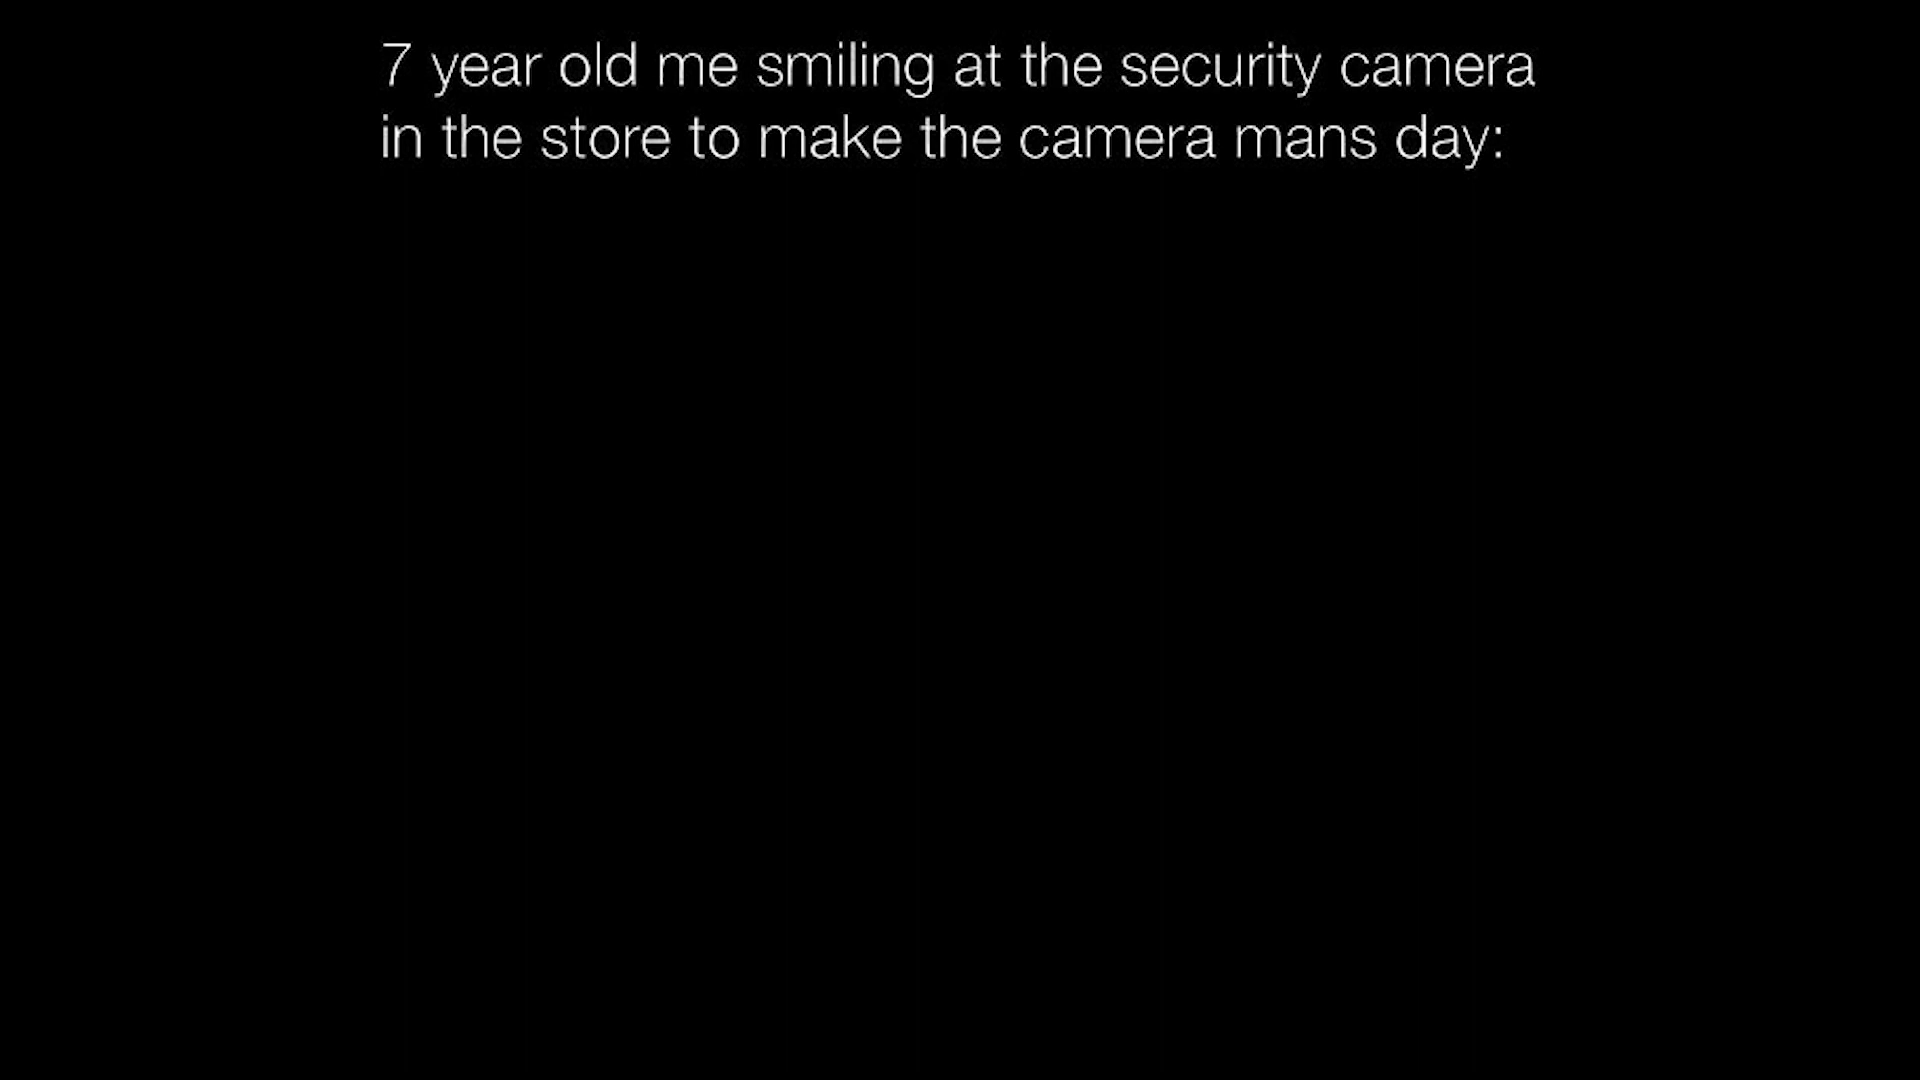 7 year old me smiling at the security camera
in the store to make the camera mans day: